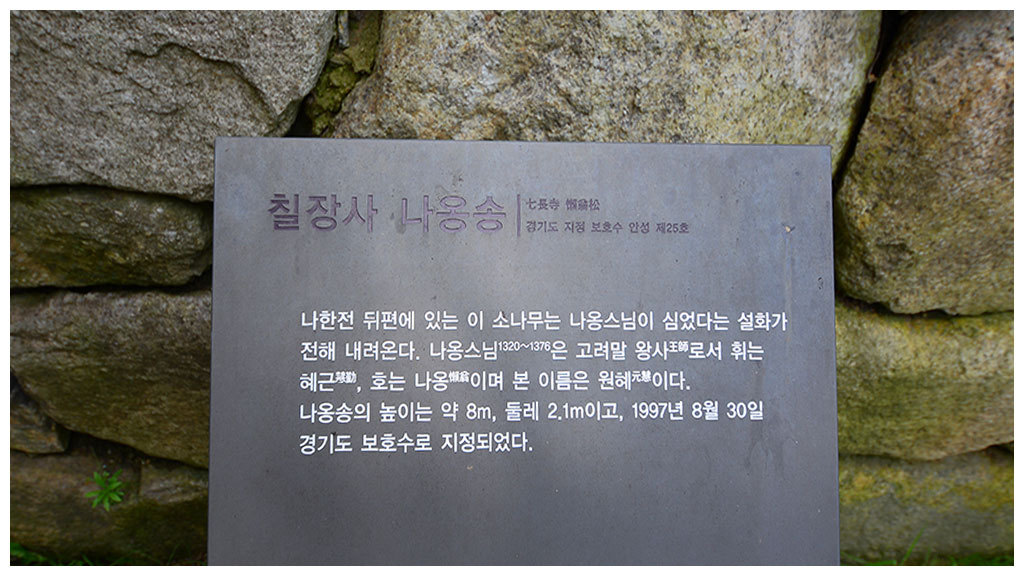 칠장사 나옹송
七長寺 懶翁松
경기도 지정 보호수 안성 제25호
나한전 뒤편에 있는 이 소나무는 나옹스님이 심었다는 설화가
전해 내려온다. 나옹스님1320~1376은 고려말 왕사王師로서 휘는
혜근慧勤, 호는 나옹懶翁이며 본 이름은 원혜元慧이다.
나옹송의 높이는 약 8m, 둘레 2.1m이고, 1997년 8월 30일
경기도 보호수로 지정되었다.